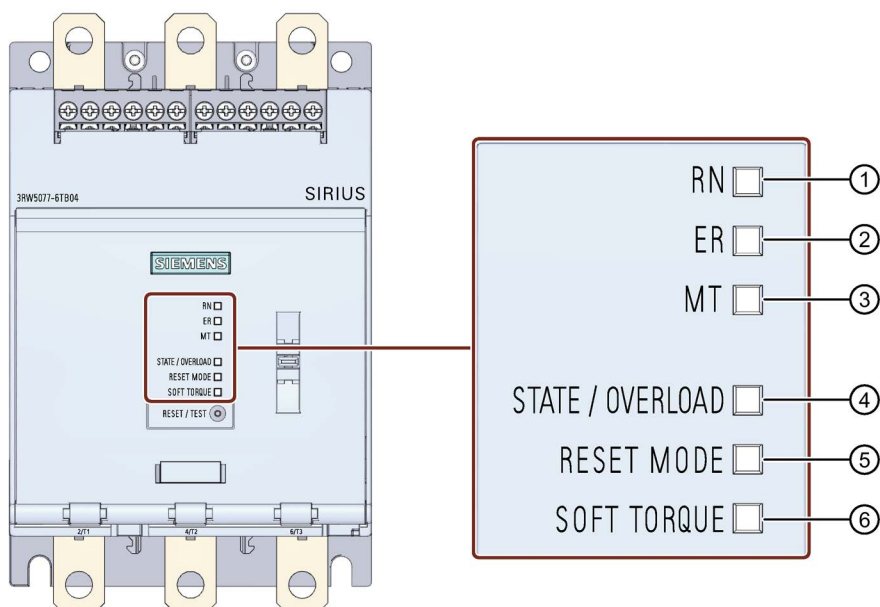 3RW5077-6TB04
SIRIUS
SIEMENS
RN
ER
MT
STATE / OVERLOAD
RESET MODE
SOFT TORQUE
RESET / TEST
2/T1
4/T2
6/T3
RN
1
ER
2
MT
3
STATE / OVERLOAD
4
RESET MODE
5
SOFT TORQUE
6